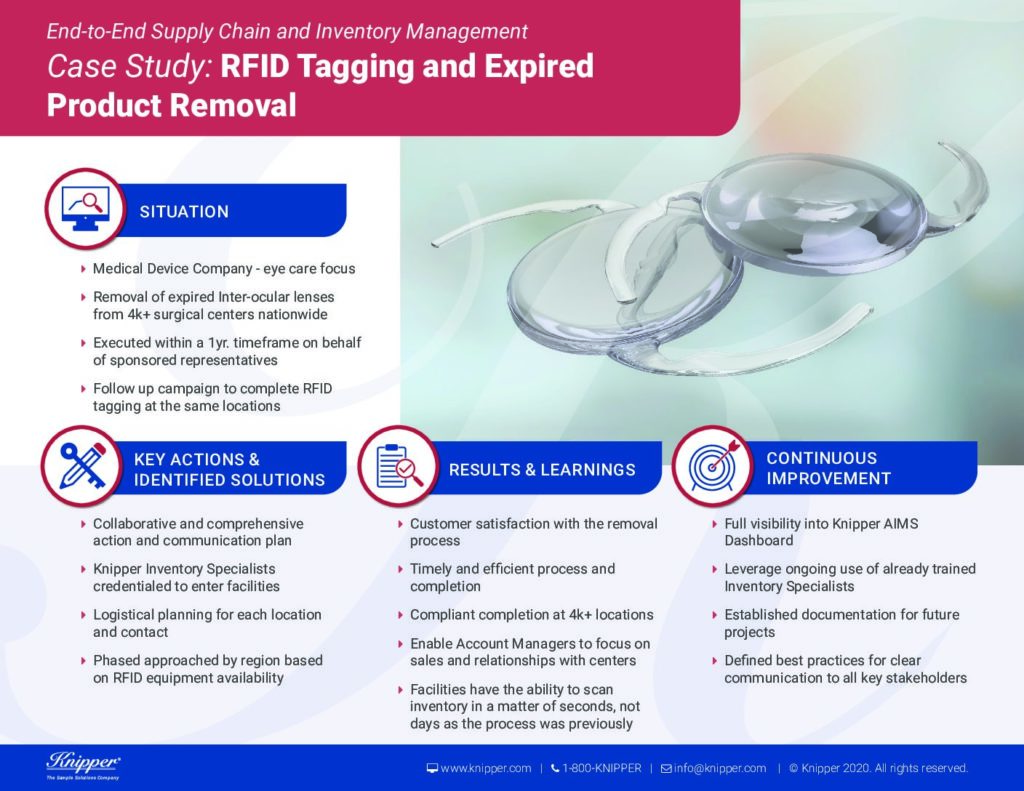 End-to-End Supply Chain and Inventory Management
Case Study: RFID Tagging and Expired
Product Removal
SITUATION
Medical Device Company - eye care focus
Removal of expired Inter-ocular lenses
from 4k+ surgical centers nationwide
Executed within a 1yr. timeframe on behalf
of sponsored representatives
Follow up campaign to complete RFID
tagging at the same locations
KEY ACTIONS &
IDENTIFIED SOLUTIONS
Collaborative and comprehensive
action and communication plan
Knipper Inventory Specialists
credentialed to enter facilities
Logistical planning for each location
and contact
Phased approached by region based
on RFID equipment availability
RESULTS & LEARNINGS
Customer satisfaction with the removal
process
Timely and efficient process and
completion
Compliant completion at 4k+ locations
Enable Account Managers to focus on
sales and relationships with centers
Facilities have the ability to scan
inventory in a matter of seconds, not
days as the process was previously
CONTINUOUS
IMPROVEMENT
Full visibility into Knipper AIMS
Dashboard
Leverage ongoing use of already trained
Inventory Specialists
Established documentation for future
projects
Defined best practices for clear
communication to all key stakeholders
Knipper®
The Sample Solutions Company
www.knipper.com | 1-800-KNIPPER | info@knipper.com | © Knipper 2020. All rights reserved.